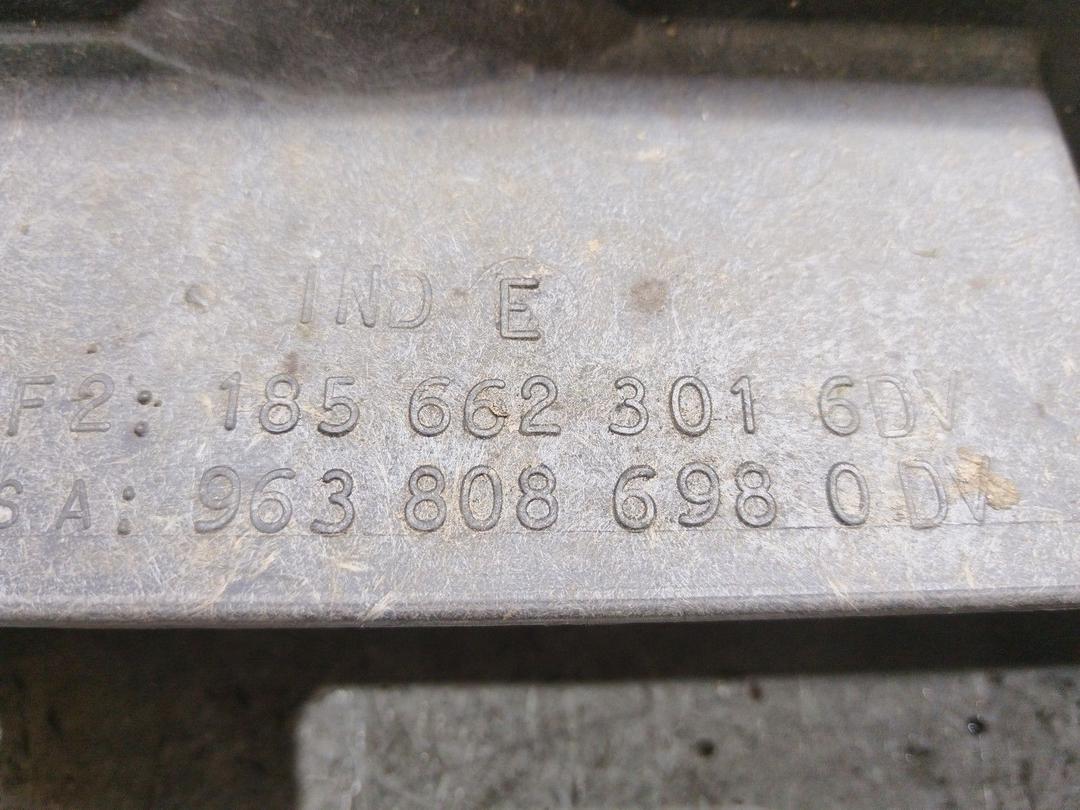 IND E
F2: 185 662 301 6DV
SA: 963 808 698 0DV